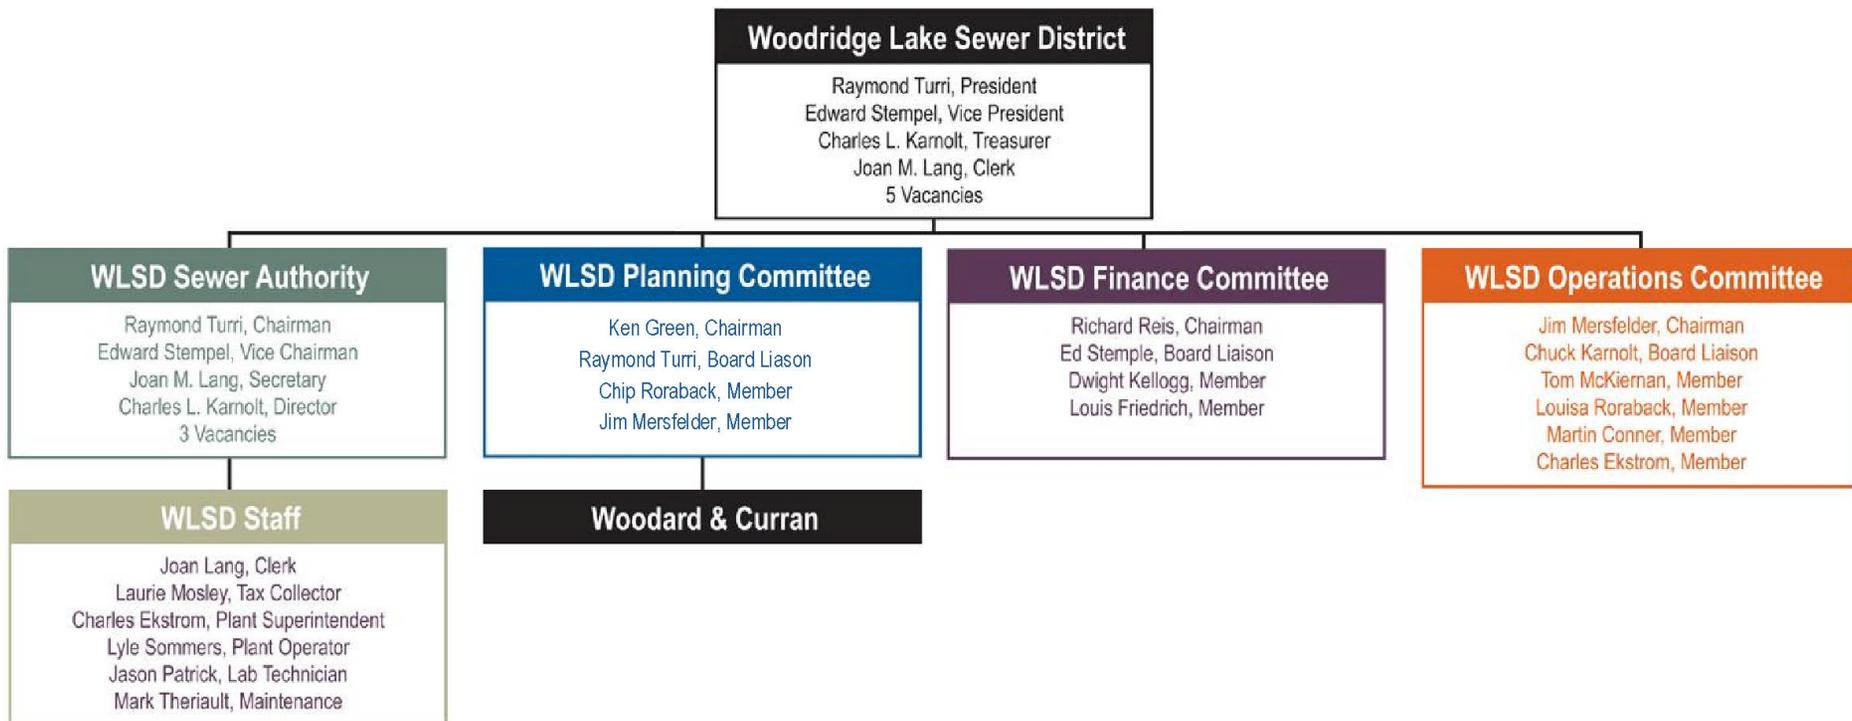 Woodridge Lake Sewer District
Raymond Turri, President
Edward Stempel, Vice President
Charles L. Karnolt, Treasurer
Joan M. Lang, Clerk
5 Vacancies
WLSD Sewer Authority
Raymond Turri, Chairman
Edward Stempel, Vice Chairman
Joan M. Lang, Secretary
Charles L. Karnolt, Director
3 Vacancies
WLSD Planning Committee
Ken Green, Chairman
Raymond Turri, Board Liason
Chip Roraback, Member
Jim Mersfelder, Member
WLSD Finance Committee
Richard Reis, Chairman
Ed Stemple, Board Liaison
Dwight Kellogg, Member
Louis Friedrich, Member
WLSD Operations Committee
Jim Mersfelder, Chairman
Chuck Karnolt, Board Liaison
Tom McKiernan, Member
Louisa Roraback, Member
Martin Conner, Member
Charles Ekstrom, Member
WLSD Staff
Joan Lang, Clerk
Laurie Mosley, Tax Collector
Charles Ekstrom, Plant Superintendent
Lyle Sommers, Plant Operator
Jason Patrick, Lab Technician
Mark Theriault, Maintenance
Woodard & Curran